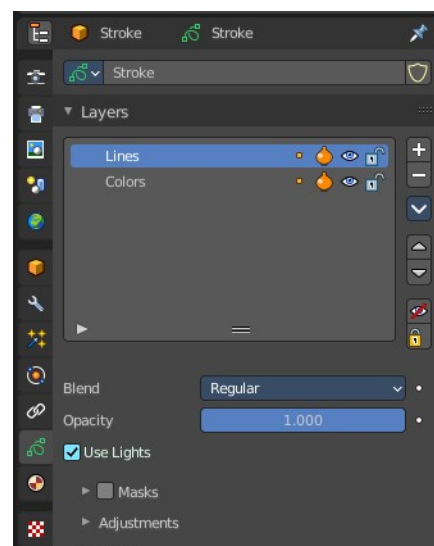 Stroke Stroke
Stroke
Layers
Lines
Colors
Blend Regular
Opacity 1.000
Use Lights
Masks
Adjustments